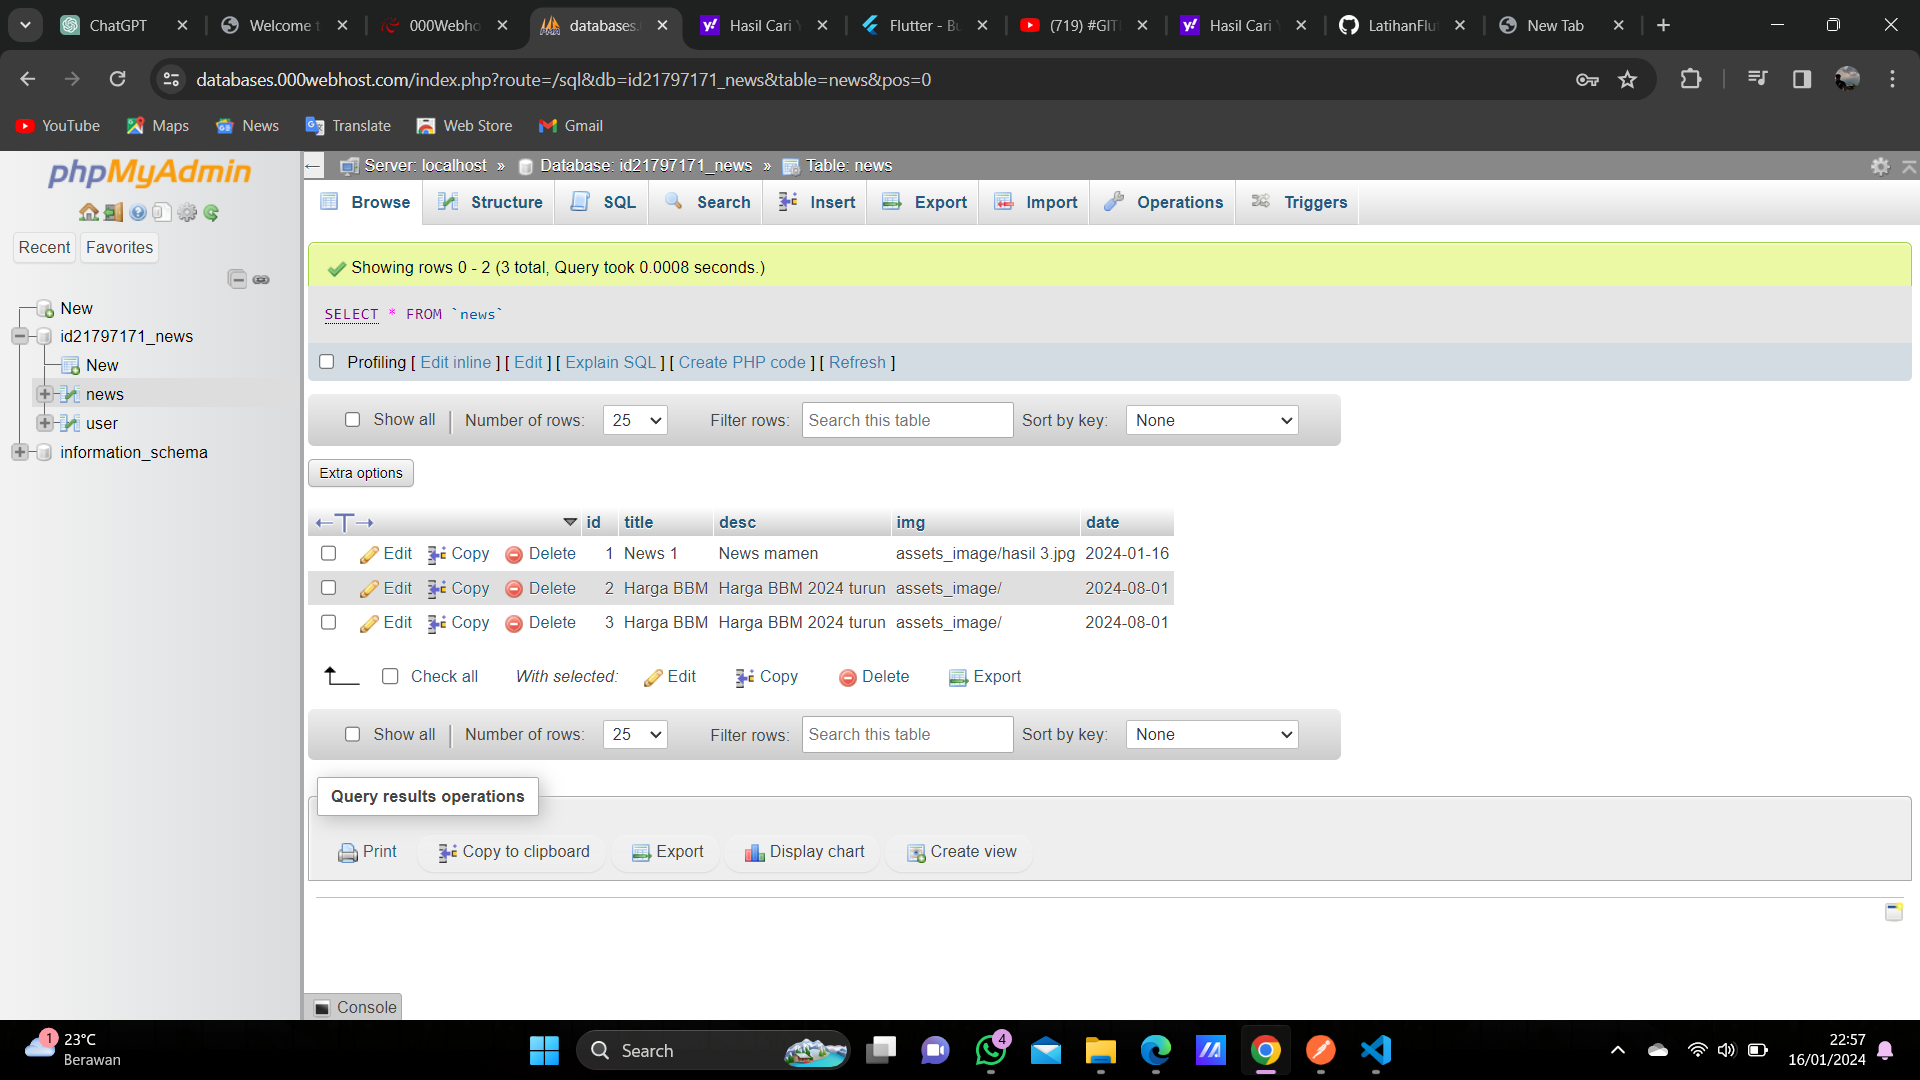 ChatGPT
Welcome t
000Webho
databases.
Hasil Cari Y
Flutter - Bu
(719) #GIT
Hasil Cari Y
LatihanFlu
New Tab
databases.000webhost.com/index.php?route=/sql&db=id21797171_news&table=news&pos=0
YouTube Maps News Translate Web Store Gmail
phpMyAdmin
Recent Favorites
New
id21797171_news
New
news
user
information_schema
Server: localhost » Database: id21797171_news » Table: news
Browse Structure SQL Search Insert Export Import Operations Triggers
Showing rows 0 - 2 (3 total, Query took 0.0008 seconds.)
SELECT * FROM `news`
Profiling [ Edit inline ] [ Edit ] [ Explain SQL ] [ Create PHP code ] [ Refresh ]
Show all Number of rows: 25 Filter rows: Search this table Sort by key: None
Extra options
←T→ id title desc img date
Edit Copy Delete 1 News 1 News mamen assets_image/hasil 3.jpg 2024-01-16
Edit Copy Delete 2 Harga BBM Harga BBM 2024 turun assets_image/ 2024-08-01
Edit Copy Delete 3 Harga BBM Harga BBM 2024 turun assets_image/ 2024-08-01
Check all With selected: Edit Copy Delete Export
Show all Number of rows: 25 Filter rows: Search this table Sort by key: None
Query results operations
Print Copy to clipboard Export Display chart Create view
Console
1
23°C
Berawan
Search
4
22:57
16/01/2024